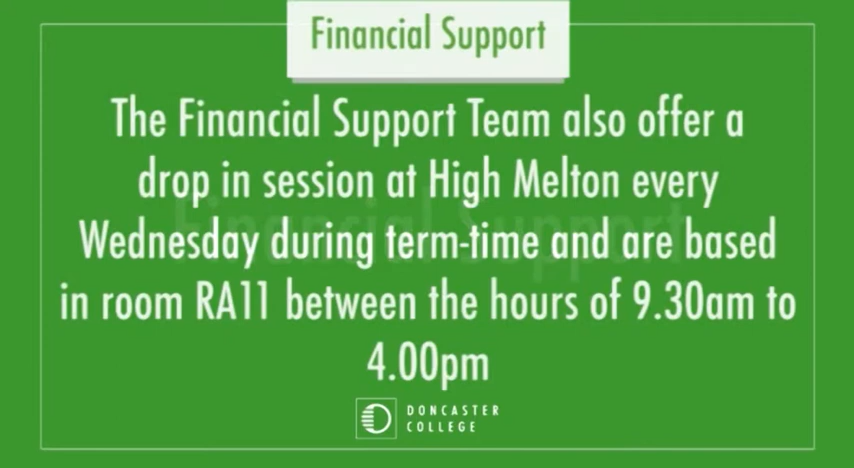 Financial Support
The Financial Support Team also offer a
drop in session at High Melton every
Wednesday during term-time and are based
in room RA11 between the hours of 9.30am to
4.00pm
DONCASTER
COLLEGE